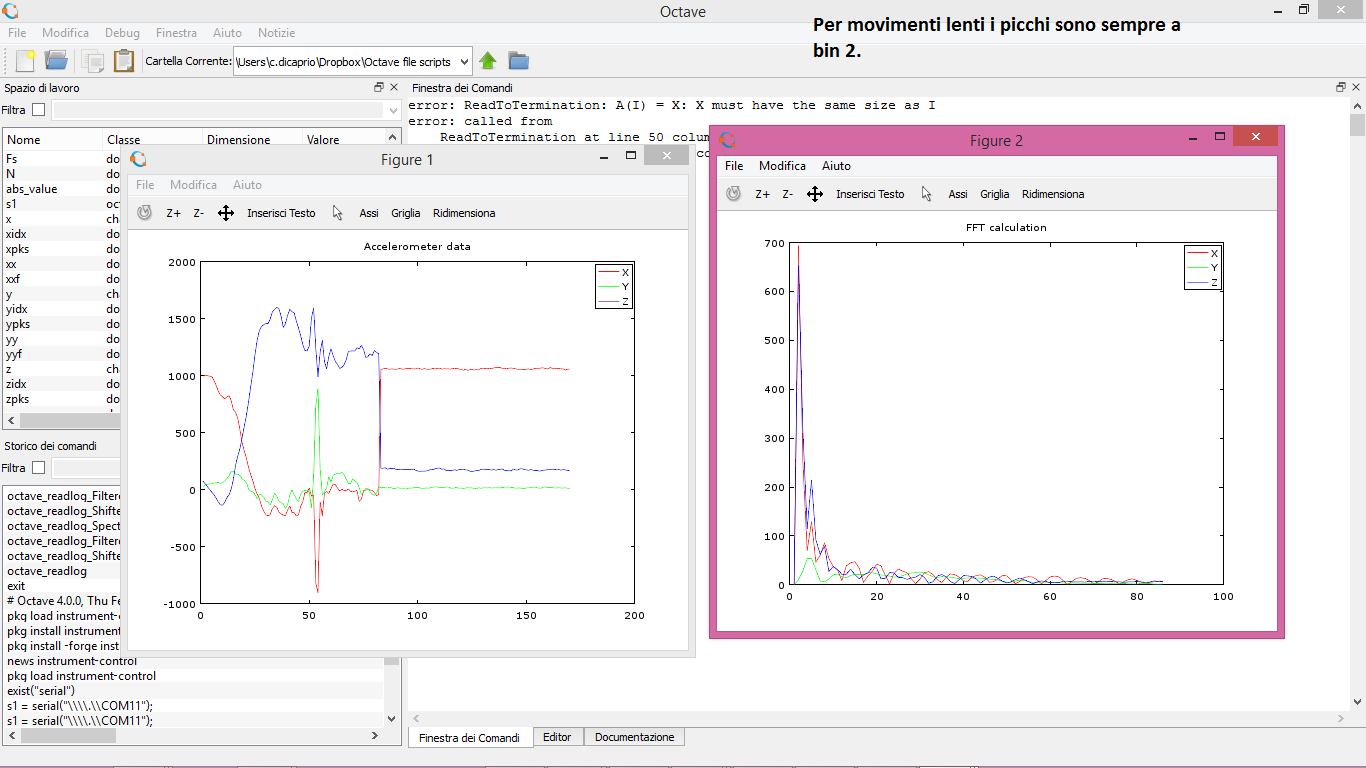 Octave
Per movimenti lenti i picchi sono sempre a
bin 2.
File Modifica Debug Finestra Aiuto Notizie
Cartella Corrente: \Users\c.dicaprio\Dropbox\Octave file scripts
Spazio di lavoro
Filtra
Nome Classe Dimensione Valore
Fs do
N do
abs_value do
s1 oct
x cha
xidx do
xpks do
xx do
xxf do
y cha
yidx do
ypks do
yy do
yyf do
z cha
zidx do
zpks do
Storico dei comandi
Filtra
octave_readlog_Filtere
octave_readlog_Shifte
octave_readlog_Spect
octave_readlog_Filtere
octave_readlog_Shifte
octave_readlog
exit
# Octave 4.0.0, Thu Fe
pkg load instrument-c
pkg install instrument
pkg install -forge inst
news instrument-control
pkg load instrument-control
exist("serial")
s1 = serial("\\\\.\\COM11");
s1 = serial("\\\\.\\COM11");
Finestra dei Comandi
error: ReadToTermination: A(I) = X: X must have the same size as I
error: called from
ReadToTermination at line 50 colum
co
Figure 1
File Modifica Aiuto
Z+ Z- Inserisci Testo Assi Griglia Ridimensiona
Accelerometer data
2000
1500
1000
500
0
-500
-1000
0 50 100 150 200
X
Y
Z
Figure 2
File Modifica Aiuto
Z+ Z- Inserisci Testo Assi Griglia Ridimensiona
FFT calculation
700
600
500
400
300
200
100
0
0 20 40 60 80 100
X
Y
Z
Finestra dei Comandi Editor Documentazione